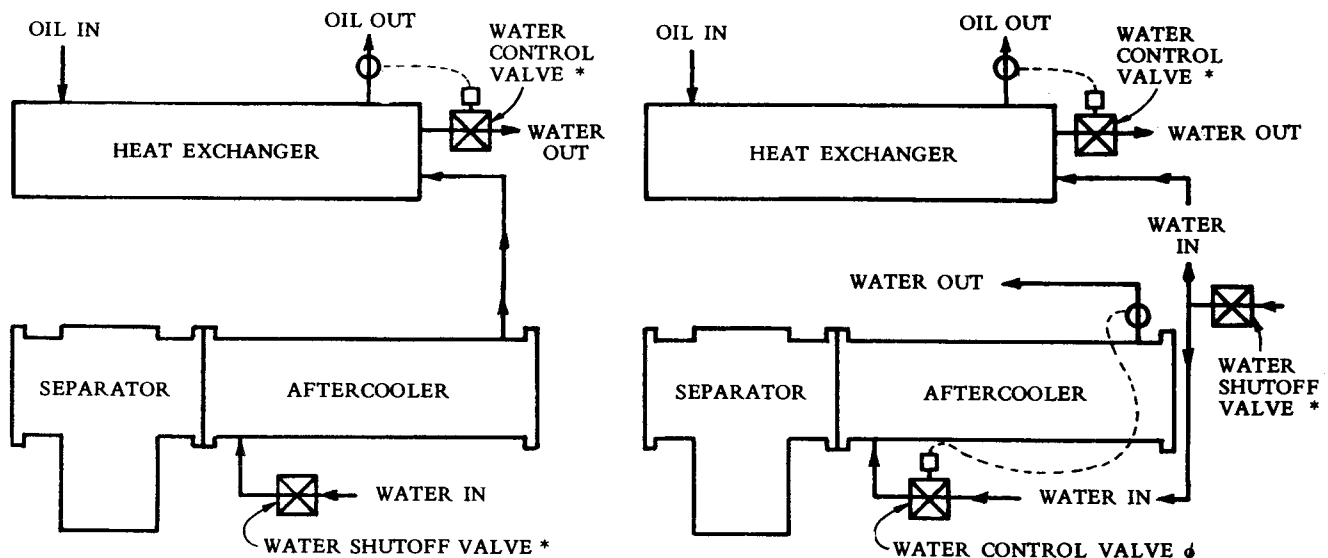 OIL IN
OIL OUT
WATER
CONTROL
VALVE *
HEAT EXCHANGER
WATER
OUT
SEPARATOR
AFTERCOOLER
WATER IN
WATER SHUTOFF VALVE *
OIL IN
OIL OUT
WATER
CONTROL
VALVE *
HEAT EXCHANGER
WATER OUT
WATER
IN
WATER OUT
SEPARATOR
AFTERCOOLER
WATER
SHUTOFF
VALVE *
WATER IN
WATER CONTROL VALVE